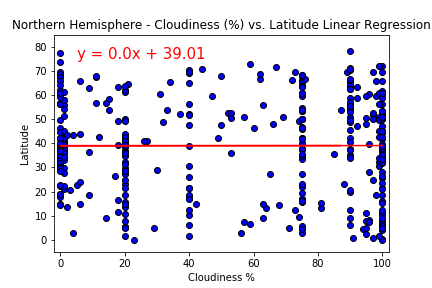 Northern Hemisphere - Cloudiness (%) vs. Latitude Linear Regression
y = 0.0x + 39.01
80
70
60
50
40
30
20
10
0
Latitude
0 20 40 60 80 100
Cloudiness %